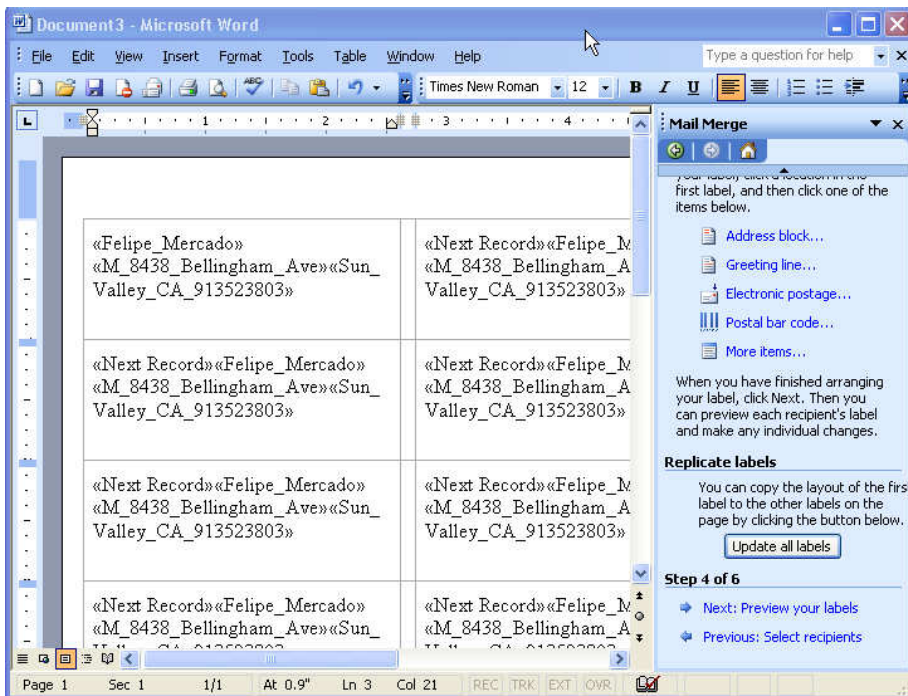 Document3 - Microsoft Word
File Edit View Insert Format Tools Table Window Help Type a question for help
Times New Roman 12 B I U
1 2 3 4
Mail Merge
first label, and then click one of the
items below.
Address block...
Greeting line...
Electronic postage...
Postal bar code...
More items...
When you have finished arranging
your label, click Next. Then you
can preview each recipient's label
and make any individual changes.
Replicate labels
You can copy the layout of the firs
label to the other labels on the
page by clicking the button below.
Update all labels
Step 4 of 6
Next: Preview your labels
Previous: Select recipients
«Felipe_Mercado»
«M_8438_Bellingham_Ave»«Sun_
Valley_CA_913523803»
«Next Record»«Felipe_M
«M_8438_Bellingham_A
Valley_CA_913523803»
«Next Record»«Felipe_Mercado»
«M_8438_Bellingham_Ave»«Sun_
Valley_CA_913523803»
«Next Record»«Felipe_M
«M_8438_Bellingham_A
Valley_CA_913523803»
«Next Record»«Felipe_Mercado»
«M_8438_Bellingham_Ave»«Sun_
Valley_CA_913523803»
«Next Record»«Felipe_M
«M_8438_Bellingham_A
Valley_CA_913523803»
«Next Record»«Felipe_Mercado»
«M_8438_Bellingham_Ave»«Sun_
«Next Record»«Felipe_M
«M_8438_Bellingham_A
Page 1 Sec 1 1/1 At 0.9" Ln 3 Col 21 REC TRK EXT OVR